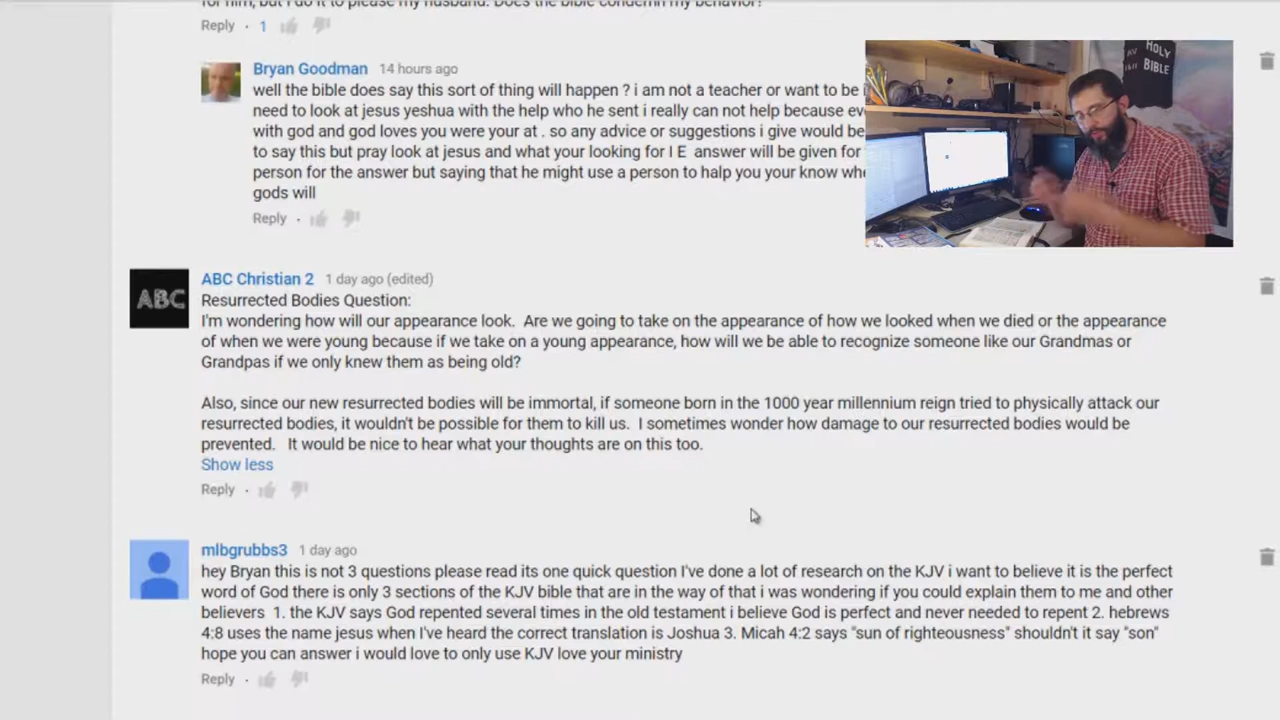 for him, but i do it to please my husband. Does the bible condemn my behavior?
Reply · 1
Bryan Goodman 14 hours ago
well the bible does say this sort of thing will happen ? i am not a teacher or want to be
need to look at jesus yeshua with the help who he sent i really can not help because
with god and god loves you were your at . so any advice or suggestions i give would be
to say this but pray look at jesus and what your looking for I E answer will be given for
person for the answer but saying that he might use a person to halp you your know
gods will
Reply ·
HOLY
BIBLE
AV
1611
ABC
ABC Christian 2 1 day ago (edited)
Resurrected Bodies Question:
I'm wondering how will our appearance look. Are we going to take on the appearance of how we looked when we died or the appearance
of when we were young because if we take on a young appearance, how will we be able to recognize someone like our Grandmas or
Grandpas if we only knew them as being old?
Also, since our new resurrected bodies will be immortal, if someone born in the 1000 year millennium reign tried to physically attack our
resurrected bodies, it wouldn't be possible for them to kill us. I sometimes wonder how damage to our resurrected bodies would be
prevented. It would be nice to hear what your thoughts are on this too.
Show less
Reply ·
mlbgrubbs3 1 day ago
hey Bryan this is not 3 questions please read its one quick question I've done a lot of research on the KJV i want to believe it is the perfect
word of God there is only 3 sections of the KJV bible that are in the way of that i was wondering if you could explain them to me and other
believers 1. the KJV says God repented several times in the old testament i believe God is perfect and never needed to repent 2. hebrews
4:8 uses the name jesus when I've heard the correct translation is Joshua 3. Micah 4:2 says "sun of righteousness" shouldn't it say "son"
hope you can answer i would love to only use KJV love your ministry
Reply ·